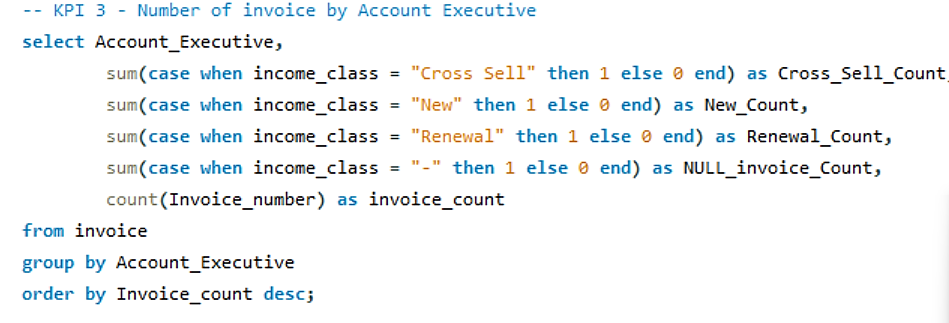 -- KPI 3 - Number of invoice by Account Executive
select Account_Executive,
sum(case when income_class = "Cross Sell" then 1 else 0 end) as Cross_Sell_Count,
sum(case when income_class = "New" then 1 else 0 end) as New_Count,
sum(case when income_class = "Renewal" then 1 else 0 end) as Renewal_Count,
sum(case when income_class = "-" then 1 else 0 end) as NULL_invoice_Count,
count(Invoice_number) as invoice_count
from invoice
group by Account_Executive
order by Invoice_count desc;